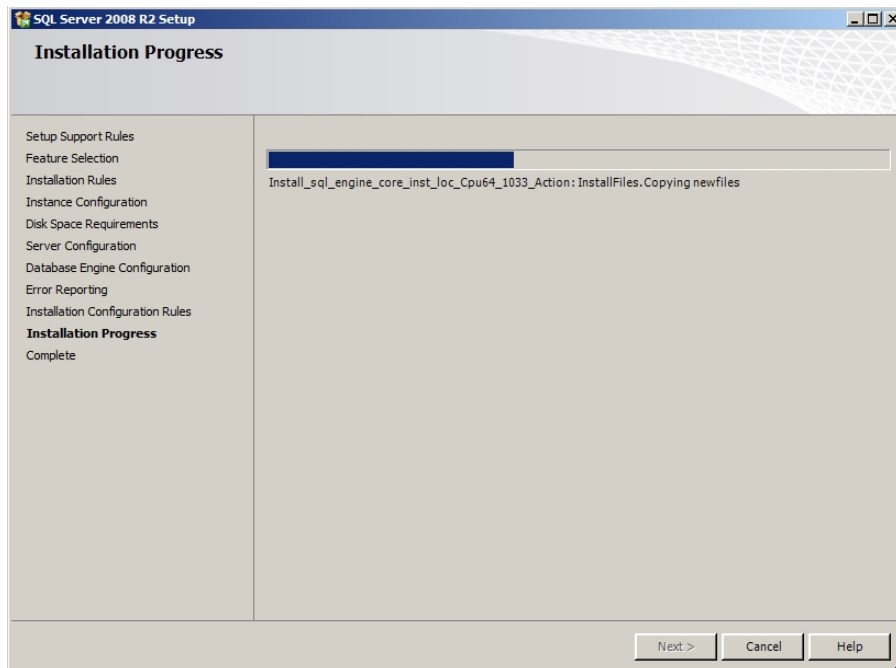 SQL Server 2008 R2 Setup
Installation Progress
Setup Support Rules
Feature Selection
Installation Rules
Instance Configuration
Disk Space Requirements
Server Configuration
Database Engine Configuration
Error Reporting
Installation Configuration Rules
Installation Progress
Complete
Install_sql_engine_core_inst_loc_Cpu64_1033_Action : InstallFiles. Copying new files
Next >
Cancel
Help